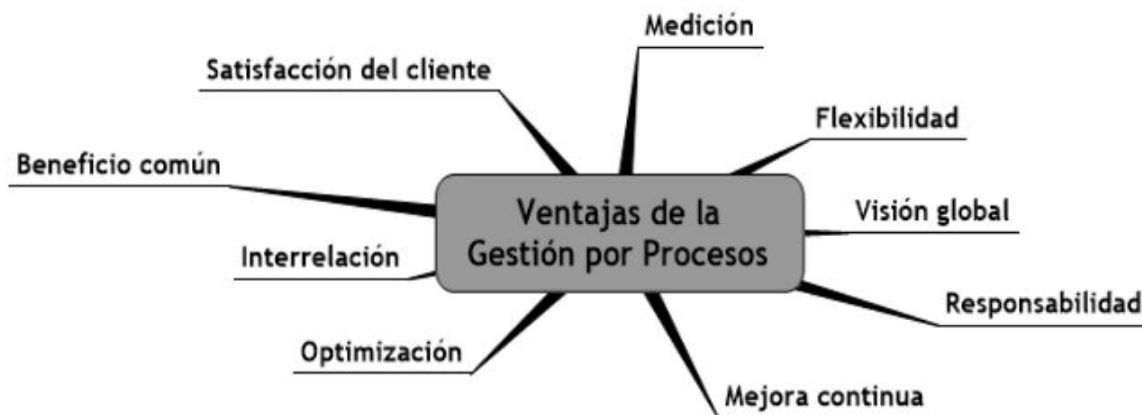 Medición
Satisfacción del cliente
Flexibilidad
Beneficio común
Ventajas de la
Gestión por Procesos
Visión global
Interrelación
Responsabilidad
Optimización
Mejora continua